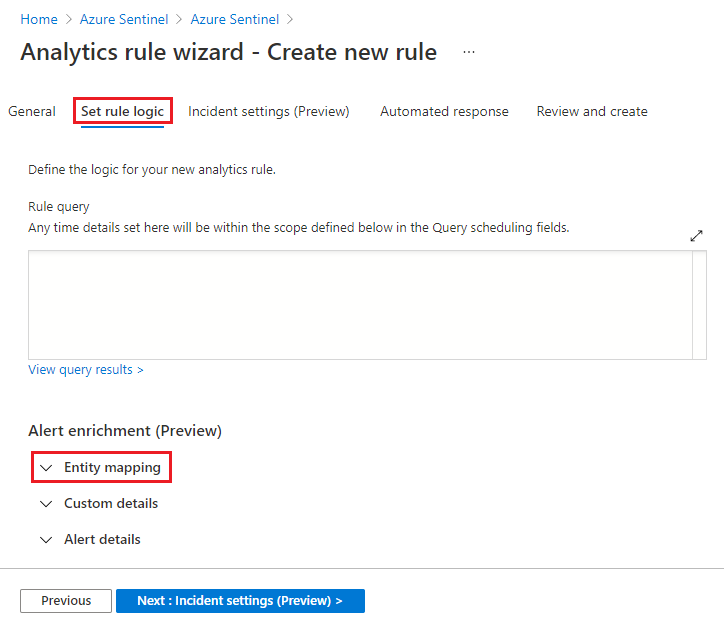 Home > Azure Sentinel > Azure Sentinel >
Analytics rule wizard - Create new rule ...
General Set rule logic Incident settings (Preview) Automated response Review and create
Define the logic for your new analytics rule.
Rule query
Any time details set here will be within the scope defined below in the Query scheduling fields.
View query results >
Alert enrichment (Preview)
Entity mapping
Custom details
Alert details
Previous Next : Incident settings (Preview) >